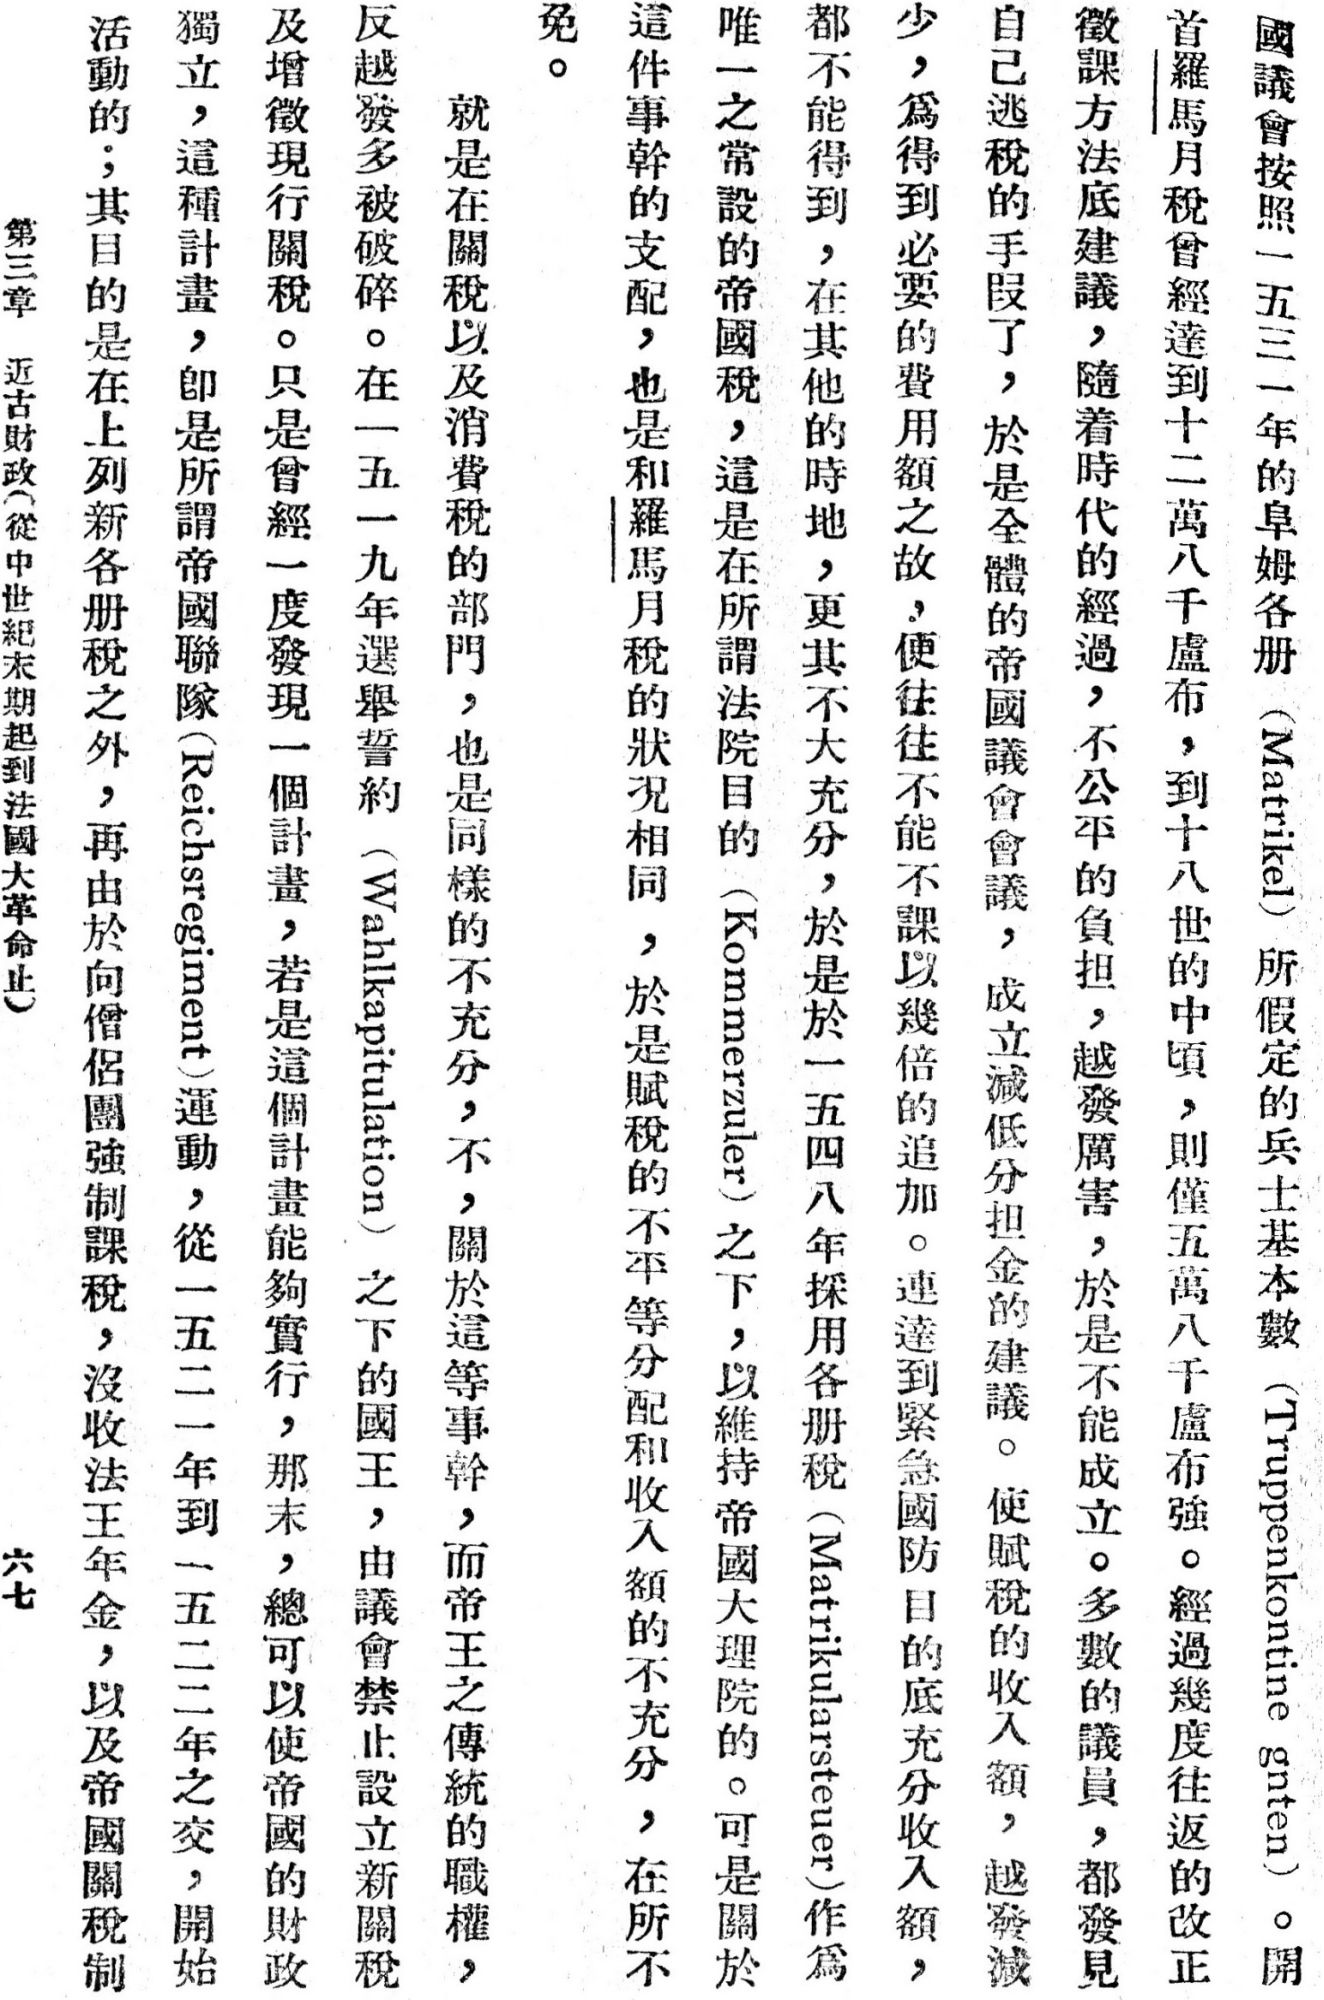 國議會按照一五三一年的阜姆各册（Matrikel）所假定的兵士基本數（Truppenkontine gnten）。開
首羅馬月稅曾經達到十二萬八千盧布，到十八世的中頃，則僅五萬八千盧布強。經過幾度往返的改正
徵課方法底建議，隨着時代的經過，不公平的負担，越發厲害，於是不能成立。多數的議員，都發見
自己逃稅的手段了，於是全體的帝國議會會議，成立減低分担金的建議。使賦稅的收入額，越發減
少，爲得到必要的費用額之故，便往往不能不課以幾倍的追加。連達到緊急國防目的底充分收入額，
都不能得到，在其他的時地，更其不大充分，於是於一五四八年採用各册稅（Matrikularsteuer）作爲
唯一之常設的帝國稅，這是在所謂法院目的（Kommerzuler）之下，以維持帝國大理院的。可是關於
這件事幹的支配，也是和羅馬月稅的狀况相同，於是賦稅的不平等分配和收入額的不充分，在所不
免。
就是在關稅以及消費稅的部門，也是同樣的不充分，不，關於這等事幹，而帝王之傳統的職權，
反越發多被破碎。在一五一九年選舉誓約（Wahlkapitulation）之下的國王，由議會禁止設立新關稅
及增徵現行關稅。只是曾經一度發現一個計畫，若是這個計畫能夠實行，那末，總可以使帝國的財政
獨立，這種計畫，卽是所謂帝國聯隊（Reichsregiment）運動，從一五二一年到一五二二年之交，開始
活動的；其目的是在上列新各册稅之外，再由於向僧侶團強制課稅，沒收法王年金，以及帝國關稅制
第三章　近古財政（從中世紀末期起到法國大革命止）　六七